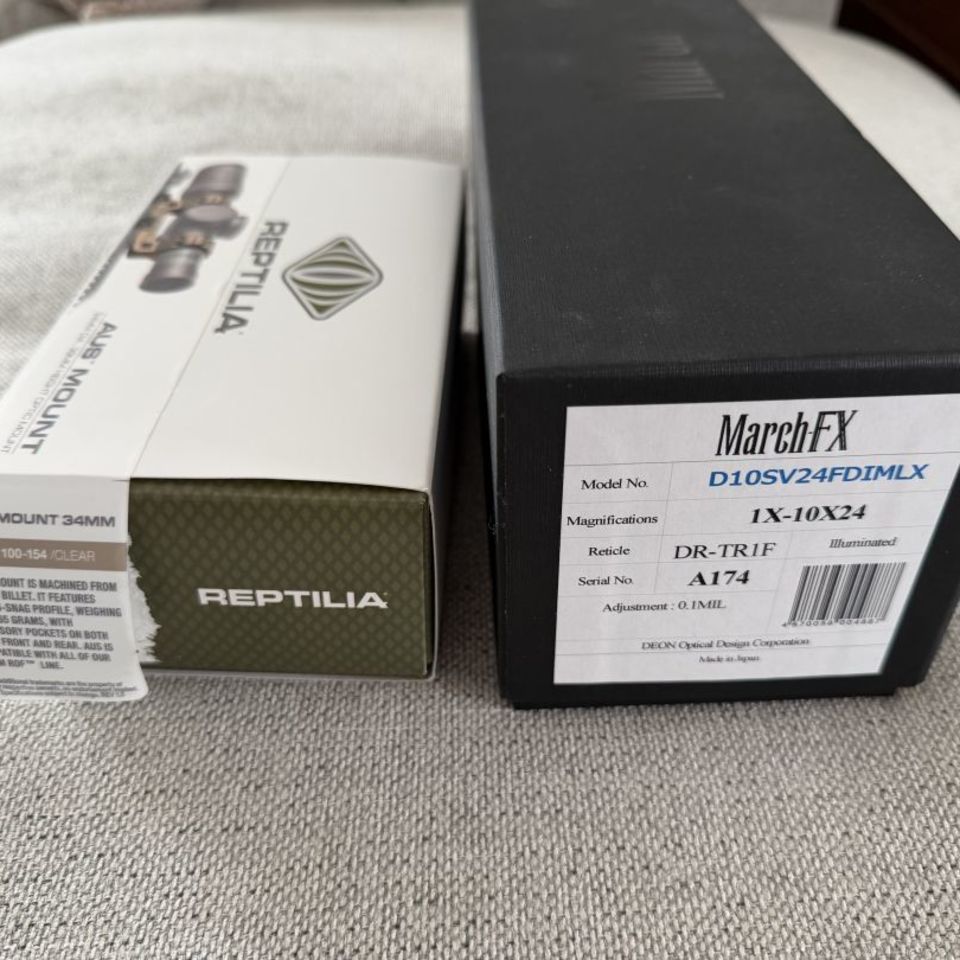 REPTILIA
AUS™ MOUNT
MOUNT 34MM
100-154 /CLEAR
OUNT IS MACHINED FROM
BILLET. IT FEATURES
-SNAG PROFILE, WEIGHING
GRAMS, WITH
SORY POCKETS ON BOTH
FRONT AND REAR. AUS IS
PATIBLE WITH ALL OF OUR
M ROF™ LINE.
REPTILIA
March-FX
Model No. D10SV24FDIMLX
Magnifications 1X-10X24
Reticle DR-TR1F Illuminated
Serial No. A174
Adjustment : 0.1MIL
DEON Optical Design Corporation
Made in Japan